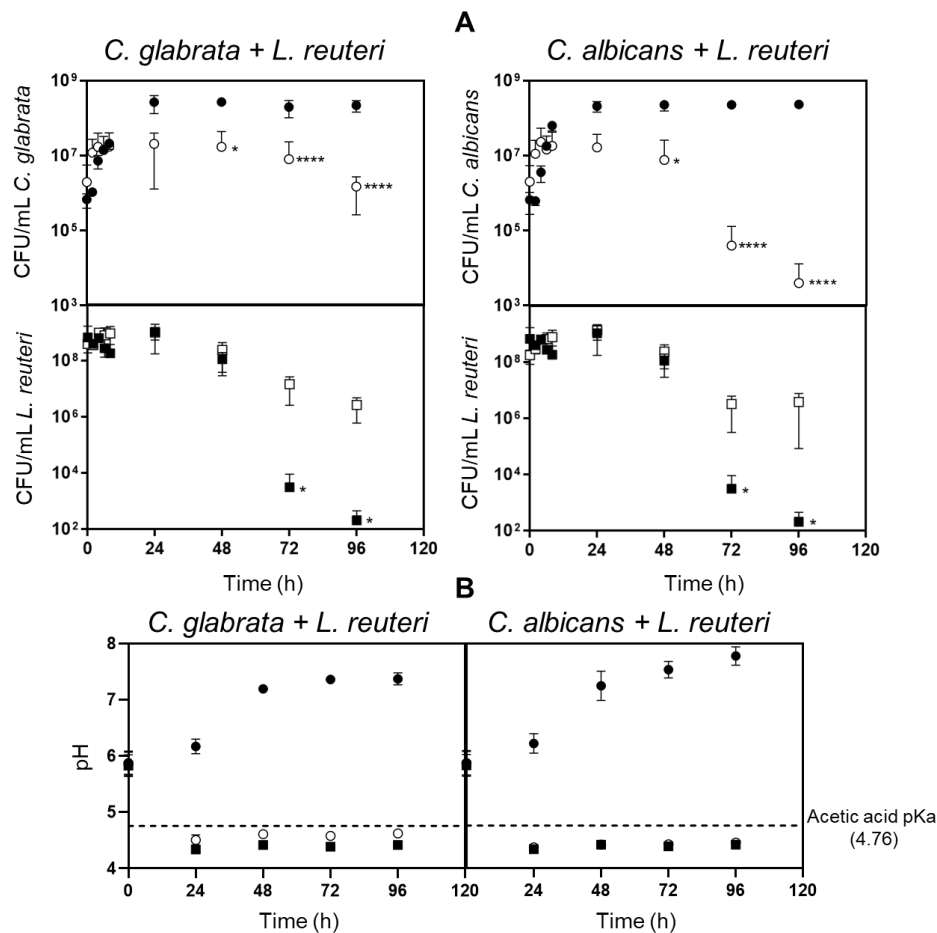 A
C. glabrata + L. reuteri
C. albicans + L. reuteri
CFU/mL C. glabrata
10⁹
10⁷
10⁵
10³
*
****
****
CFU/mL C. albicans
10⁹
10⁷
10⁵
10³
*
****
****
CFU/mL L. reuteri
10⁸
10⁶
10⁴
10²
*
*
0 24 48 72 96 120
Time (h)
CFU/mL L. reuteri
10⁸
10⁶
10⁴
10²
*
*
0 24 48 72 96 120
Time (h)
B
C. glabrata + L. reuteri
C. albicans + L. reuteri
pH
8
7
6
5
4
0 24 48 72 96 120 24 48 72 96 120
Time (h)
Time (h)
Acetic acid pKa
(4.76)